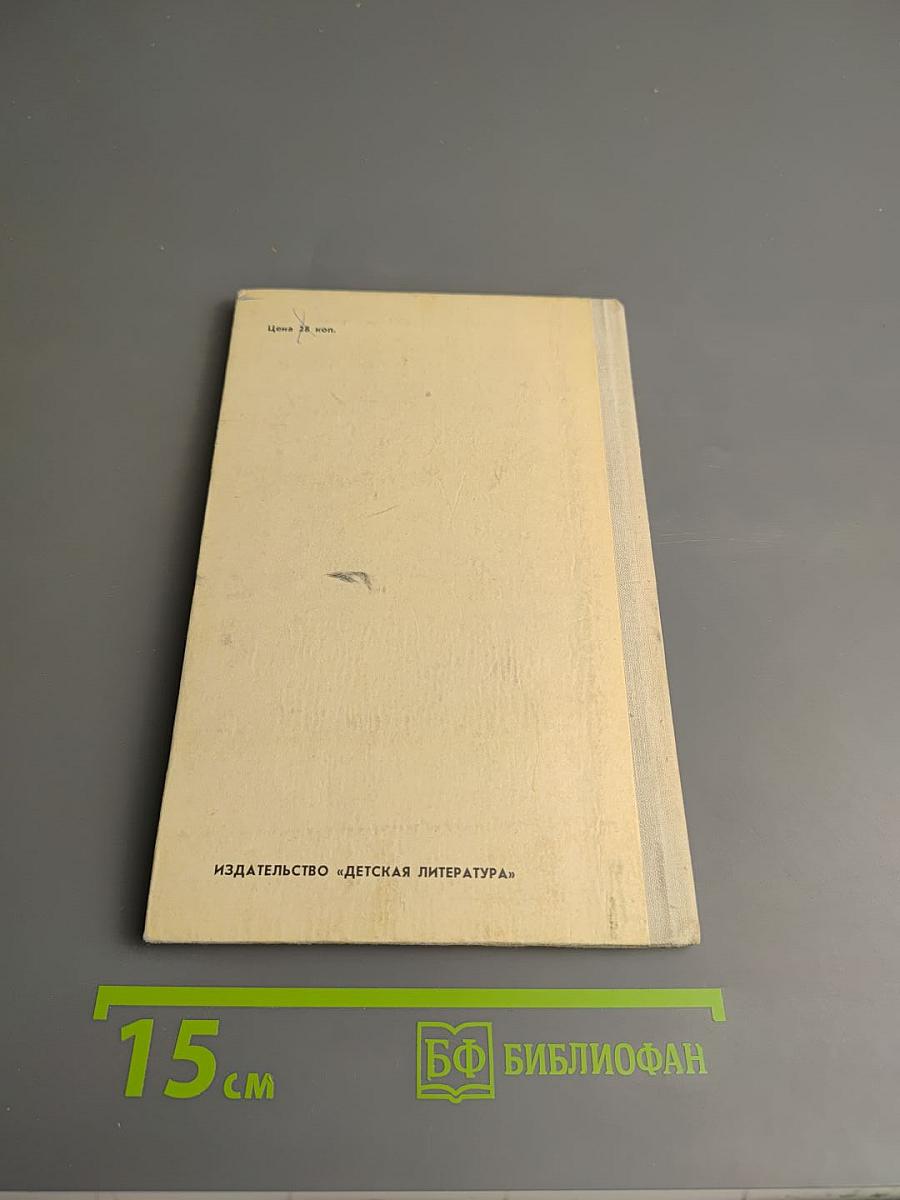 Цена 28 коп.
ИЗДАТЕЛЬСТВО «ДЕТСКАЯ ЛИТЕРАТУРА»
15 см
БФ БИБЛИОФАН